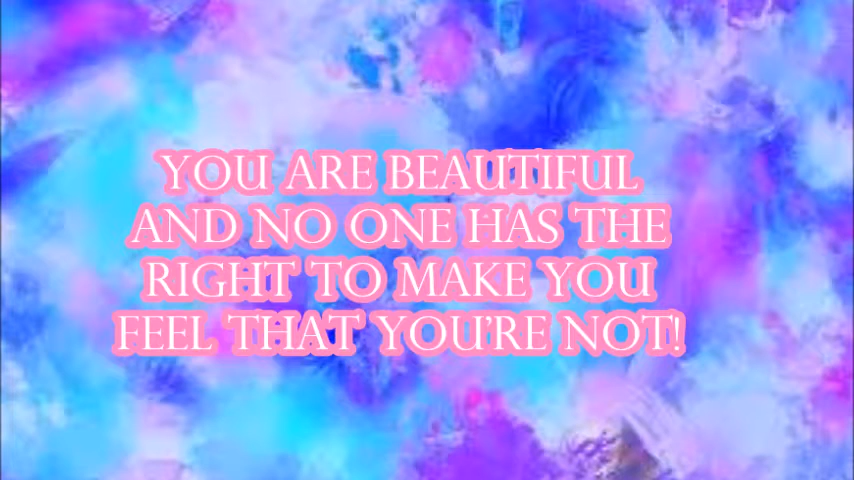 YOU ARE BEAUTIFUL
AND NO ONE HAS THE
RIGHT TO MAKE YOU
FEEL THAT YOU'RE NOT!